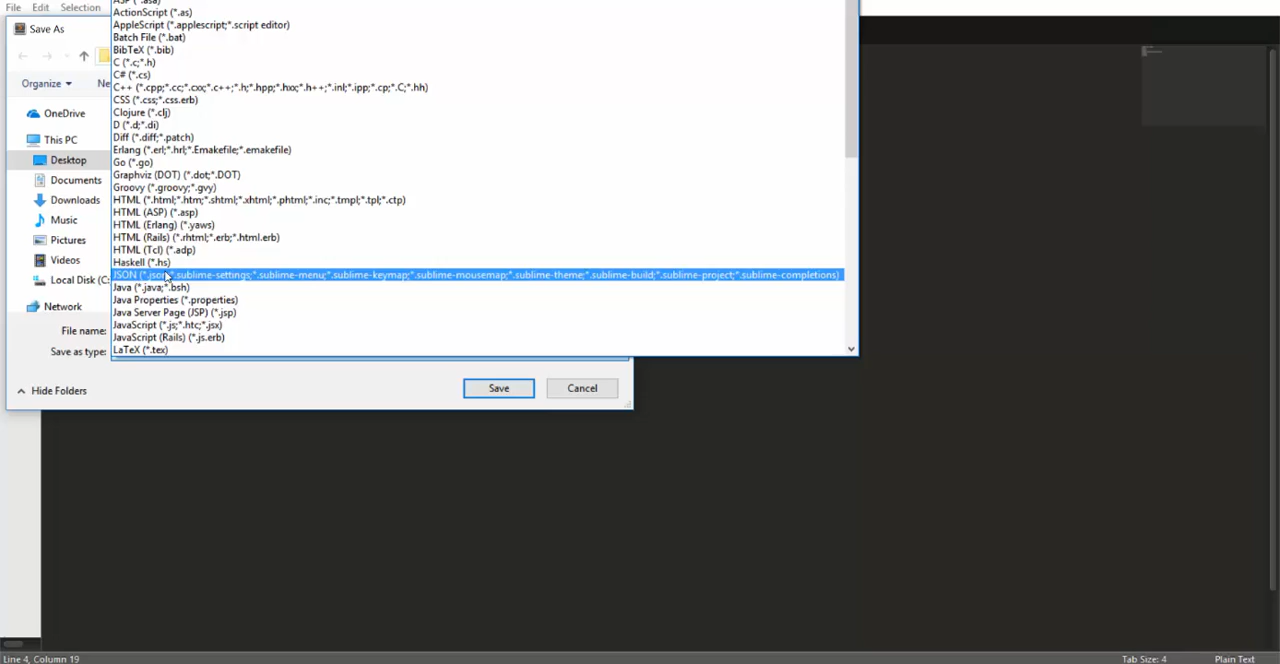 File Edit Selection
Save As
Organize Ne
OneDrive
This PC
Desktop
Documents
Downloads
Music
Pictures
Videos
Local Disk (C:
Network
ASP (*.asa)
ActionScript (*.as)
AppleScript (*.applescript;*.script editor)
Batch File (*.bat)
BibTeX (*.bib)
C (*.c;*.h)
C# (*.cs)
C++ (*.cpp;*.cc;*.cxx;*.c++;*.h;*.hpp;*.hxx;*.h++;*.inl;*.ipp;*.cp;*.C;*.hh)
CSS (*.css;*.css.erb)
Clojure (*.clj)
D (*.d;*.di)
Diff (*.diff;*.patch)
Erlang (*.erl;*.hrl;*.Emakefile;*.emakefile)
Go (*.go)
Graphviz (DOT) (*.dot;*.DOT)
Groovy (*.groovy;*.gvy)
HTML (*.html;*.htm;*.shtml;*.xhtml;*.phtml;*.inc;*.tmpl;*.tpl;*.ctp)
HTML (ASP) (*.asp)
HTML (Erlang) (*.yaws)
HTML (Rails) (*.rhtml;*.erb;*.html.erb)
HTML (Tcl) (*.adp)
Haskell (*.hs)
JSON (*.json;*.sublime-settings;*.sublime-menu;*.sublime-keymap;*.sublime-mousemap;*.sublime-theme;*.sublime-build;*.sublime-project;*.sublime-completions)
Java (*.java;*.bsh)
Java Properties (*.properties)
Java Server Page (JSP) (*.jsp)
JavaScript (*.js;*.htc;*.jsx)
JavaScript (Rails) (*.js.erb)
LaTeX (*.tex)
File name:
Save as type:
Hide Folders
Save Cancel
Line 4, Column 19 Tab Size: 4 Plain Text